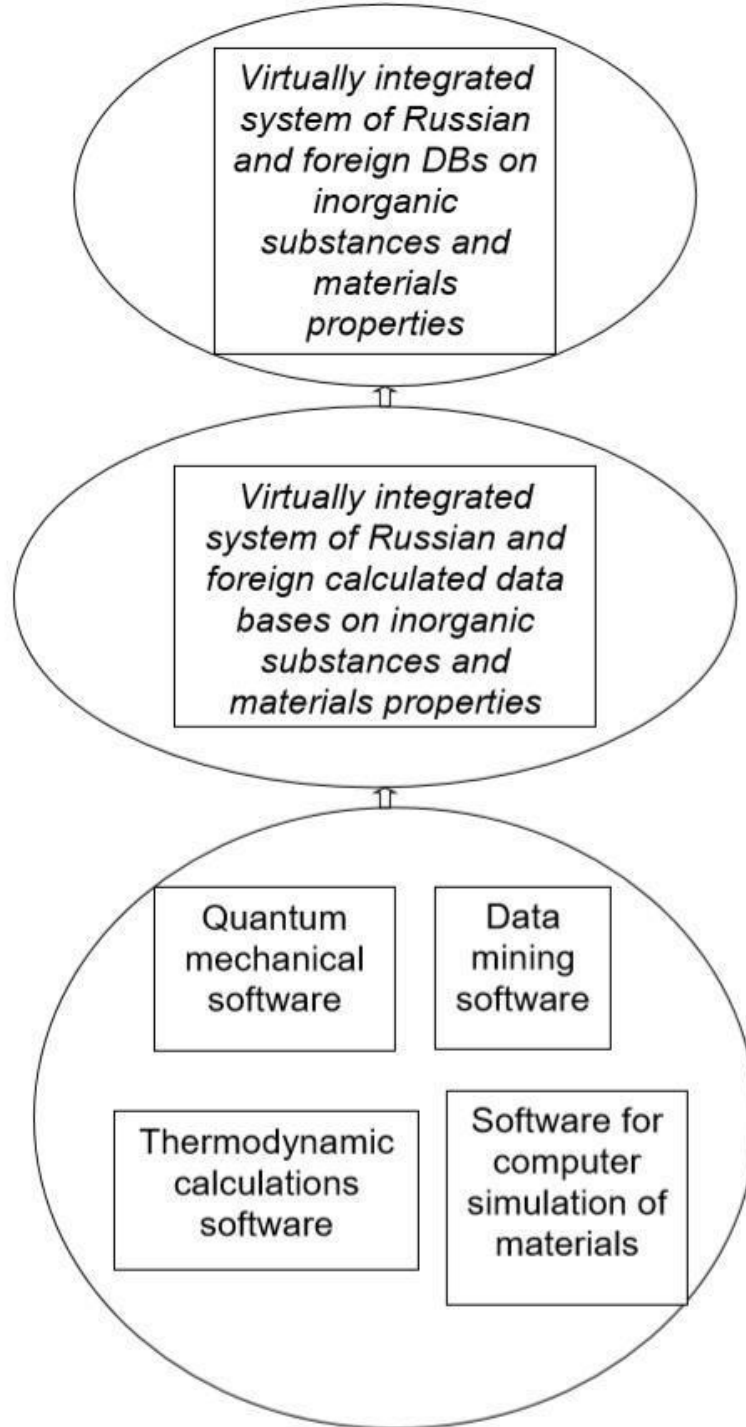 Virtually integrated
system of Russian
and foreign DBs on
inorganic
substances and
materials
properties
Virtually integrated
system of Russian and
foreign calculated data
bases on inorganic
substances and
materials properties
Quantum
mechanical
software
Data
mining
software
Thermodynamic
calculations
software
Software for
computer
simulation of
materials